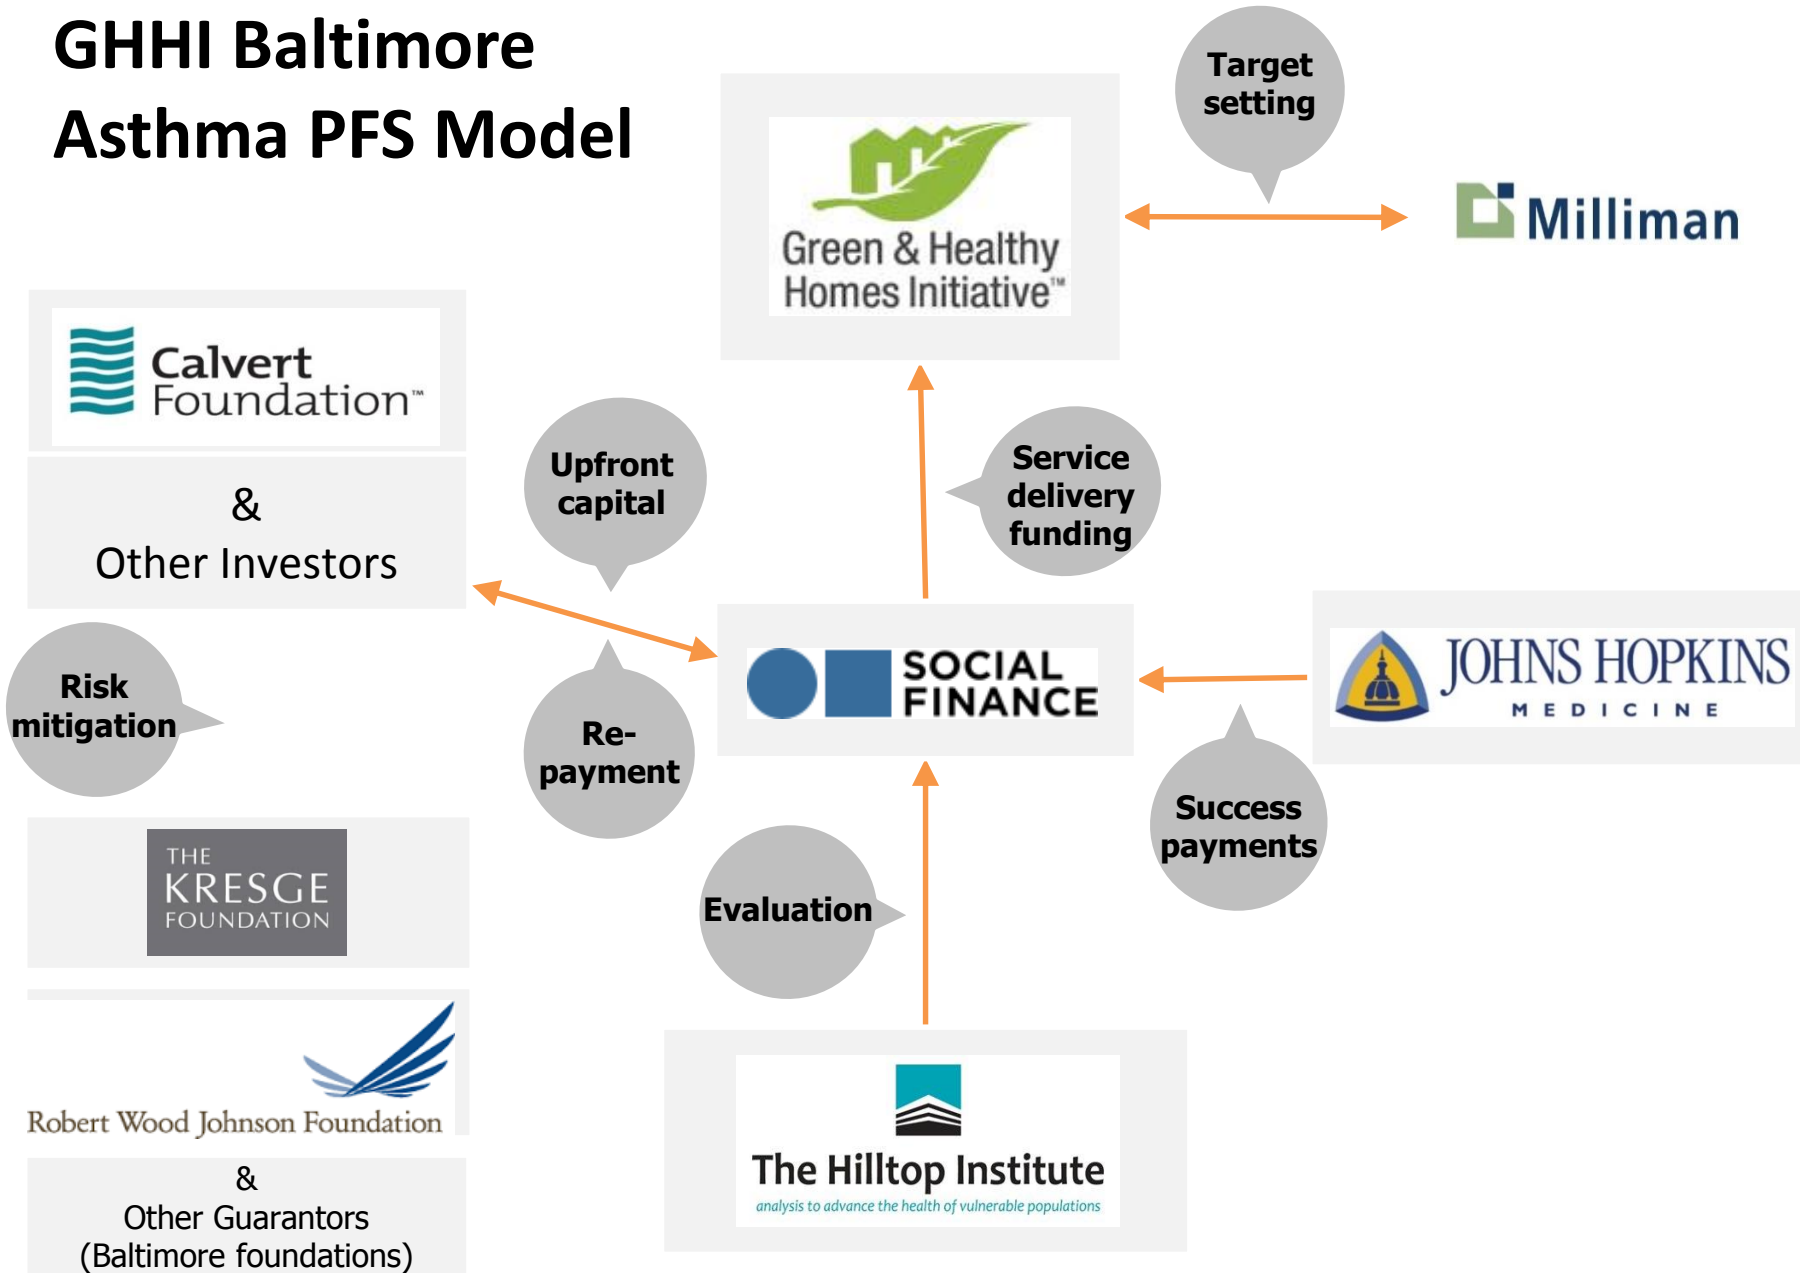 GHHI Baltimore
Asthma PFS Model
Target
setting
Green & Healthy
Homes Initiative™
Milliman
Calvert
Foundation™
&
Other Investors
Upfront
capital
Service
delivery
funding
Risk
mitigation
Re-
payment
SOCIAL
FINANCE
JOHNS HOPKINS
MEDICINE
Success
payments
THE
KRESGE
FOUNDATION
Evaluation
Robert Wood Johnson Foundation
&
Other Guarantors
(Baltimore foundations)
The Hilltop Institute
analysis to advance the health of vulnerable populations